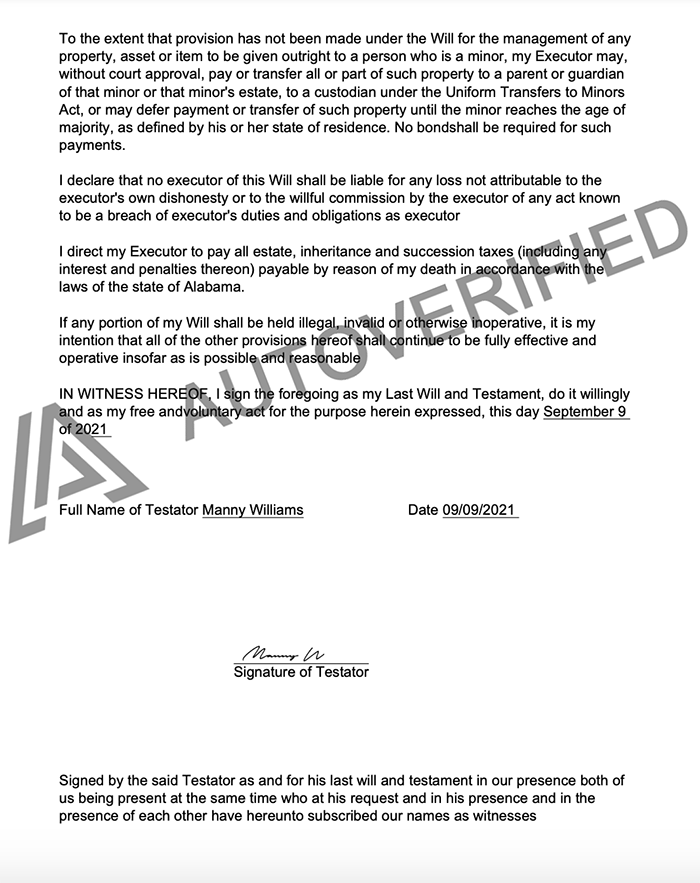 To the extent that provision has not been made under the Will for the management of any
property, asset or item to be given outright to a person who is a minor, my Executor may,
without court approval, pay or transfer all or part of such property to a parent or guardian
of that minor or that minor's estate, to a custodian under the Uniform Transfers to Minors
Act, or may defer payment or transfer of such property until the minor reaches the age of
majority, as defined by his or her state of residence. No bondshall be required for such
payments.
I declare that no executor of this Will shall be liable for any loss not attributable to the
executor's own dishonesty or to the willful commission by the executor of any act known
to be a breach of executor's duties and obligations as executor
I direct my Executor to pay all estate, inheritance and succession taxes (including any
interest and penalties thereon) payable by reason of my death in accordance with the
laws of the state of Alabama.
If any portion of my Will shall be held illegal, invalid or otherwise inoperative, it is my
intention that all of the other provisions hereof shall continue to be fully effective and
operative insofar as is possible and reasonable
IN WITNESS HEREOF, I sign the foregoing as my Last Will and Testament, do it willingly
and as my free andvoluntary act for the purpose herein expressed, this day September 9
of 2021
AUTOVERIFIED
Full Name of Testator Manny Williams Date 09/09/2021
Manny W
Signature of Testator
Signed by the said Testator as and for his last will and testament in our presence both of
us being present at the same time who at his request and in his presence and in the
presence of each other have hereunto subscribed our names as witnesses